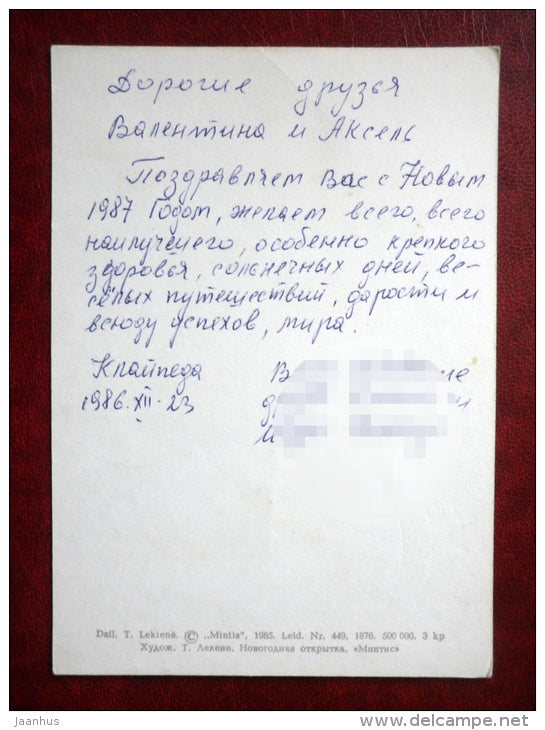 Дорогие друзья
Валентина и Аксель
Поздравляем Вас с Новым
1987 Годом, желаем всего, всего
наилучшего, особенно крепкого
здоровья, солнечных дней, ве-
сёлых путешествий, дарости и
всюду успехов, мира.
Клайпеда
1986.XII.23
Dail. T. Lekienė. © „Mintis", 1985. Leid. Nr. 449. 1876. 500 000. 3 kp
Худож. Т. Лекене. Новогодняя открытка. «Минтис»
jaanhus
www.delcampe.net